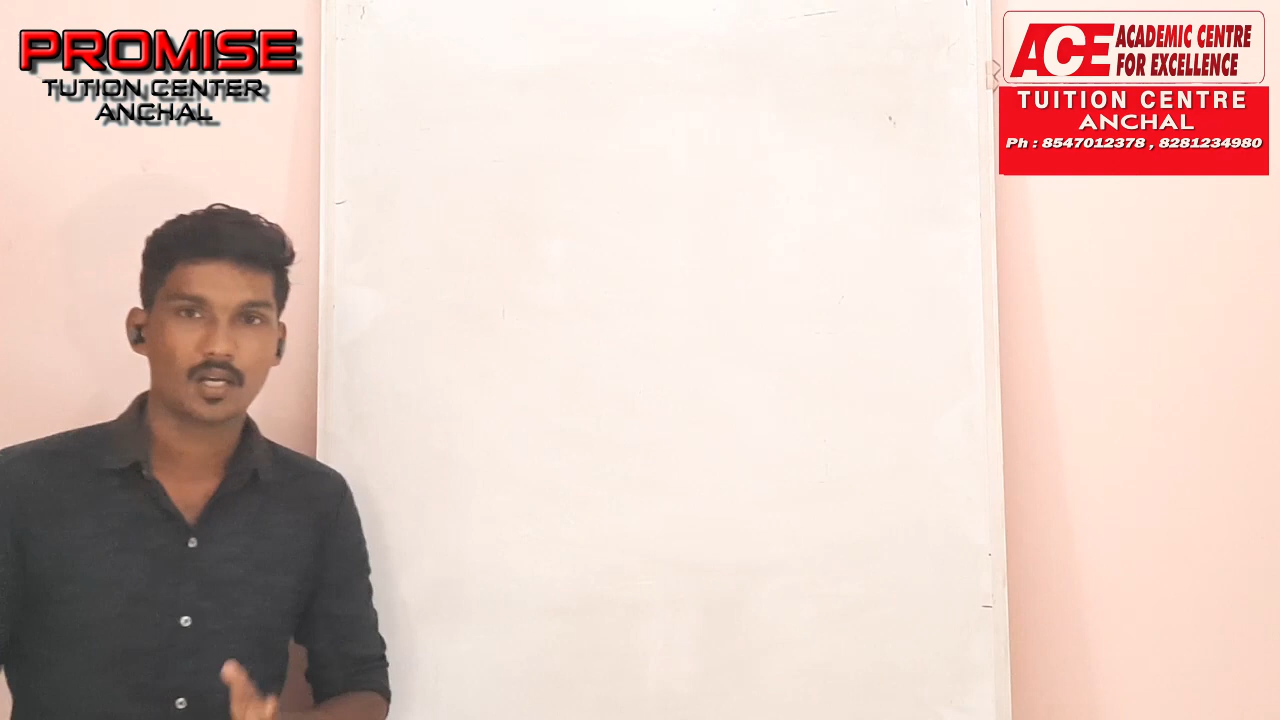 PROMISE
TUTION CENTER
ANCHAL
ACE ACADEMIC CENTRE
FOR EXCELLENCE
TUITION CENTRE
ANCHAL
Ph : 8547012378 , 8281234980